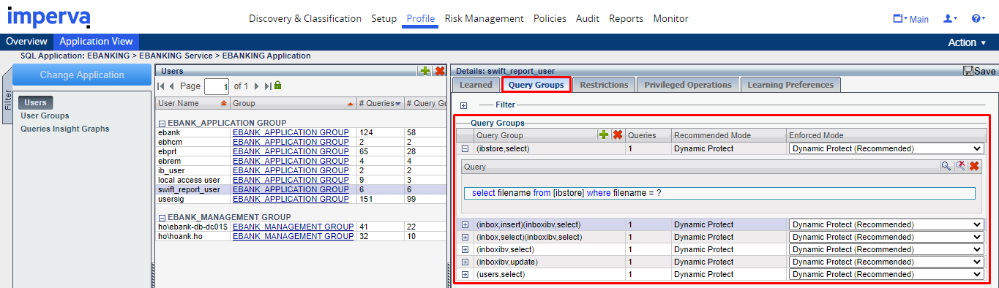 imperva
Discovery & Classification Setup Profile Risk Management Policies Audit Reports Monitor
Main
Overview Application View
Action
SQL Application: EBANKING > EBANKING Service > EBANKING Application
Filter
Change Application
Users
User Groups
Queries Insight Graphs
Users
Page 1 of 1
User Name Group # Queries # Query Gr
EBANK_APPLICATION GROUP
ebank EBANK_APPLICATION GROUP 124 58
ebhcm EBANK_APPLICATION GROUP 2 2
ebprt EBANK_APPLICATION GROUP 65 28
ebrem EBANK_APPLICATION GROUP 4 4
ib_user EBANK_APPLICATION GROUP 2 2
local access user EBANK_APPLICATION GROUP 9 3
swift_report_user EBANK_APPLICATION GROUP 6 6
usersig EBANK_APPLICATION GROUP 151 99
EBANK_MANAGEMENT GROUP
ho\ebank-db-dc01$ EBANK_MANAGEMENT GROUP 41 22
ho\hoank.ho EBANK_MANAGEMENT GROUP 32 10
Details: swift_report_user
Save
Learned Query Groups Restrictions Privileged Operations Learning Preferences
Filter
Query Groups
Query Group Queries Recommended Mode Enforced Mode
(ibstore,select) 1 Dynamic Protect Dynamic Protect (Recommended)
Query
select filename from [ibstore] where filename = ?
(inbox,insert)(inboxibv,select) 1 Dynamic Protect Dynamic Protect (Recommended)
(inbox,select)(inboxibv,select) 1 Dynamic Protect Dynamic Protect (Recommended)
(inboxibv,select) 1 Dynamic Protect Dynamic Protect (Recommended)
(inboxibv,update) 1 Dynamic Protect Dynamic Protect (Recommended)
(users,select) 1 Dynamic Protect Dynamic Protect (Recommended)